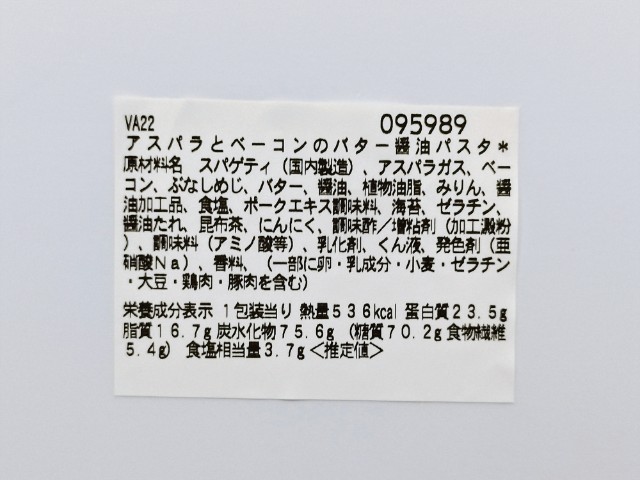 VA22 095989
アスパラとベーコンのバター醤油パスタ*
原材料名 スパゲティ(国内製造)、アスパラガス、ベー
コン、ぶなしめじ、バター、醤油、植物油脂、みりん、醤
油加工品、食塩、ポークエキス調味料、海苔、ゼラチン、
醤油たれ、昆布茶、にんにく、調味酢/増粘剤(加工澱粉
)、調味料(アミノ酸等)、乳化剤、くん液、発色剤(亜
硝酸Na)、香料、(一部に卵・乳成分・小麦・ゼラチン
・大豆・鶏肉・豚肉を含む)
栄養成分表示 1包装当り 熱量536kcal 蛋白質23.5g
脂質16.7g 炭水化物75.6g (糖質70.2g 食物繊維
5.4g) 食塩相当量3.7g <推定値>